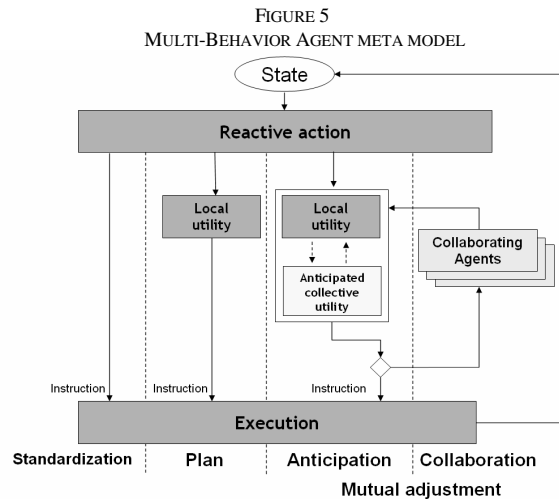 FIGURE 5
MULTI-BEHAVIOR AGENT META MODEL
State
Reactive action
Local
utility
Local
utility
Collaborating
Agents
Anticipated
collective
utility
Instruction
Instruction
Instruction
Execution
Standardization
Plan
Anticipation
Collaboration
Mutual adjustment